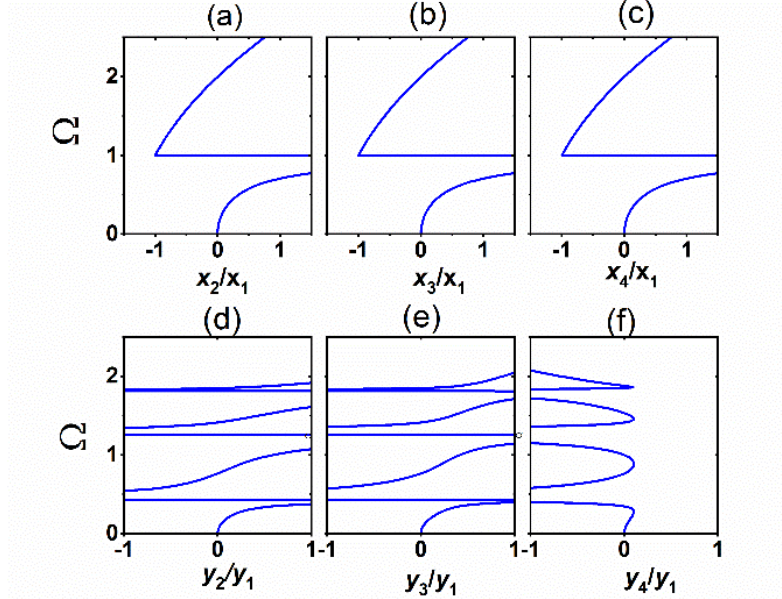 (a) (b) (c)
2
Ω
1
0
-1 0 1 -1 0 1 -1 0 1
x2/x1 x3/x1 x4/x1
(d) (e) (f)
2
Ω
1
0
-1 0 1-1 0 1-1 0 1
y2/y1 y3/y1 y4/y1